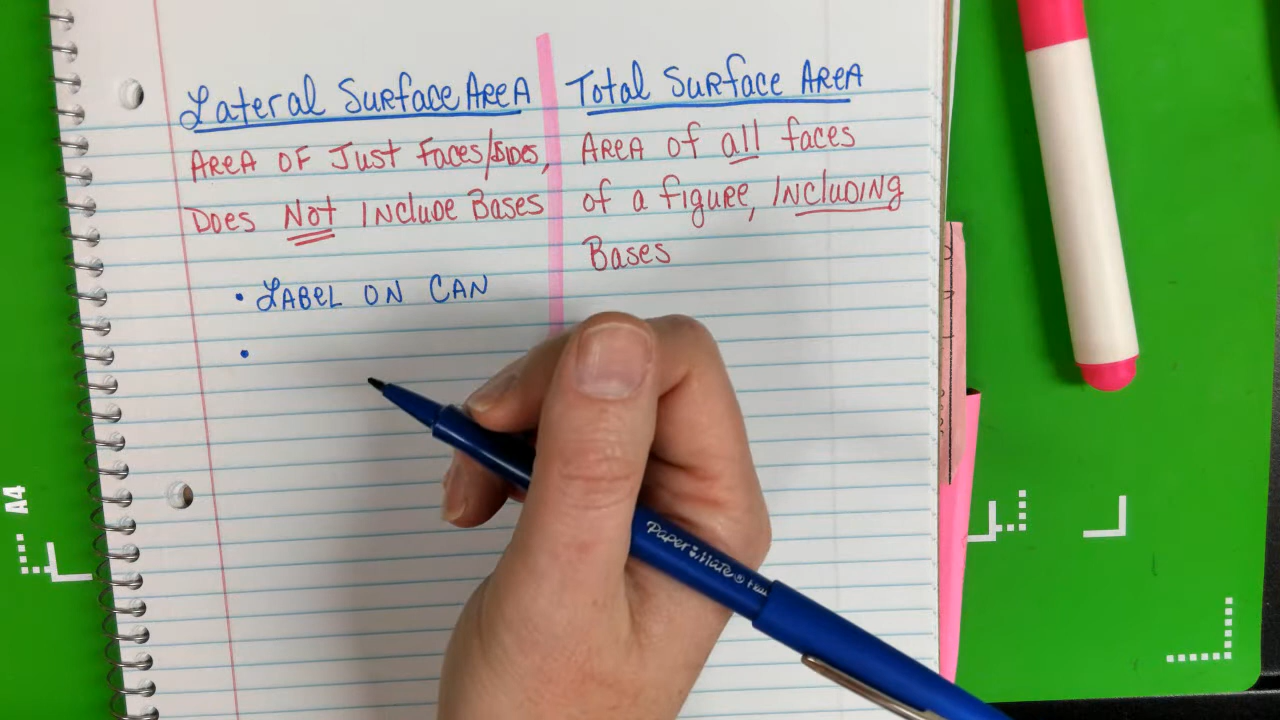 Lateral Surface Area
Area of Just Faces/Sides,
Does Not Include Bases
• Label on Can
•
Total Surface Area
Area of all faces
of a figure, Including
Bases
Paper Mate®
A4